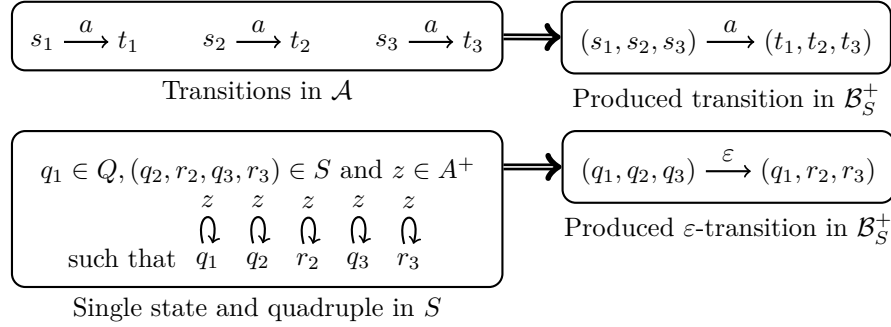 s₁ —a→ t₁ s₂ —a→ t₂ s₃ —a→ t₃
(s₁, s₂, s₃) —a→ (t₁, t₂, t₃)
Transitions in 𝒜
Produced transition in ℬ_S⁺
q₁ ∈ Q, (q₂, r₂, q₃, r₃) ∈ S and z ∈ A⁺
z z z z z
such that q₁ q₂ r₂ q₃ r₃
(q₁, q₂, q₃) —ε→ (q₁, r₂, r₃)
Produced ε-transition in ℬ_S⁺
Single state and quadruple in S